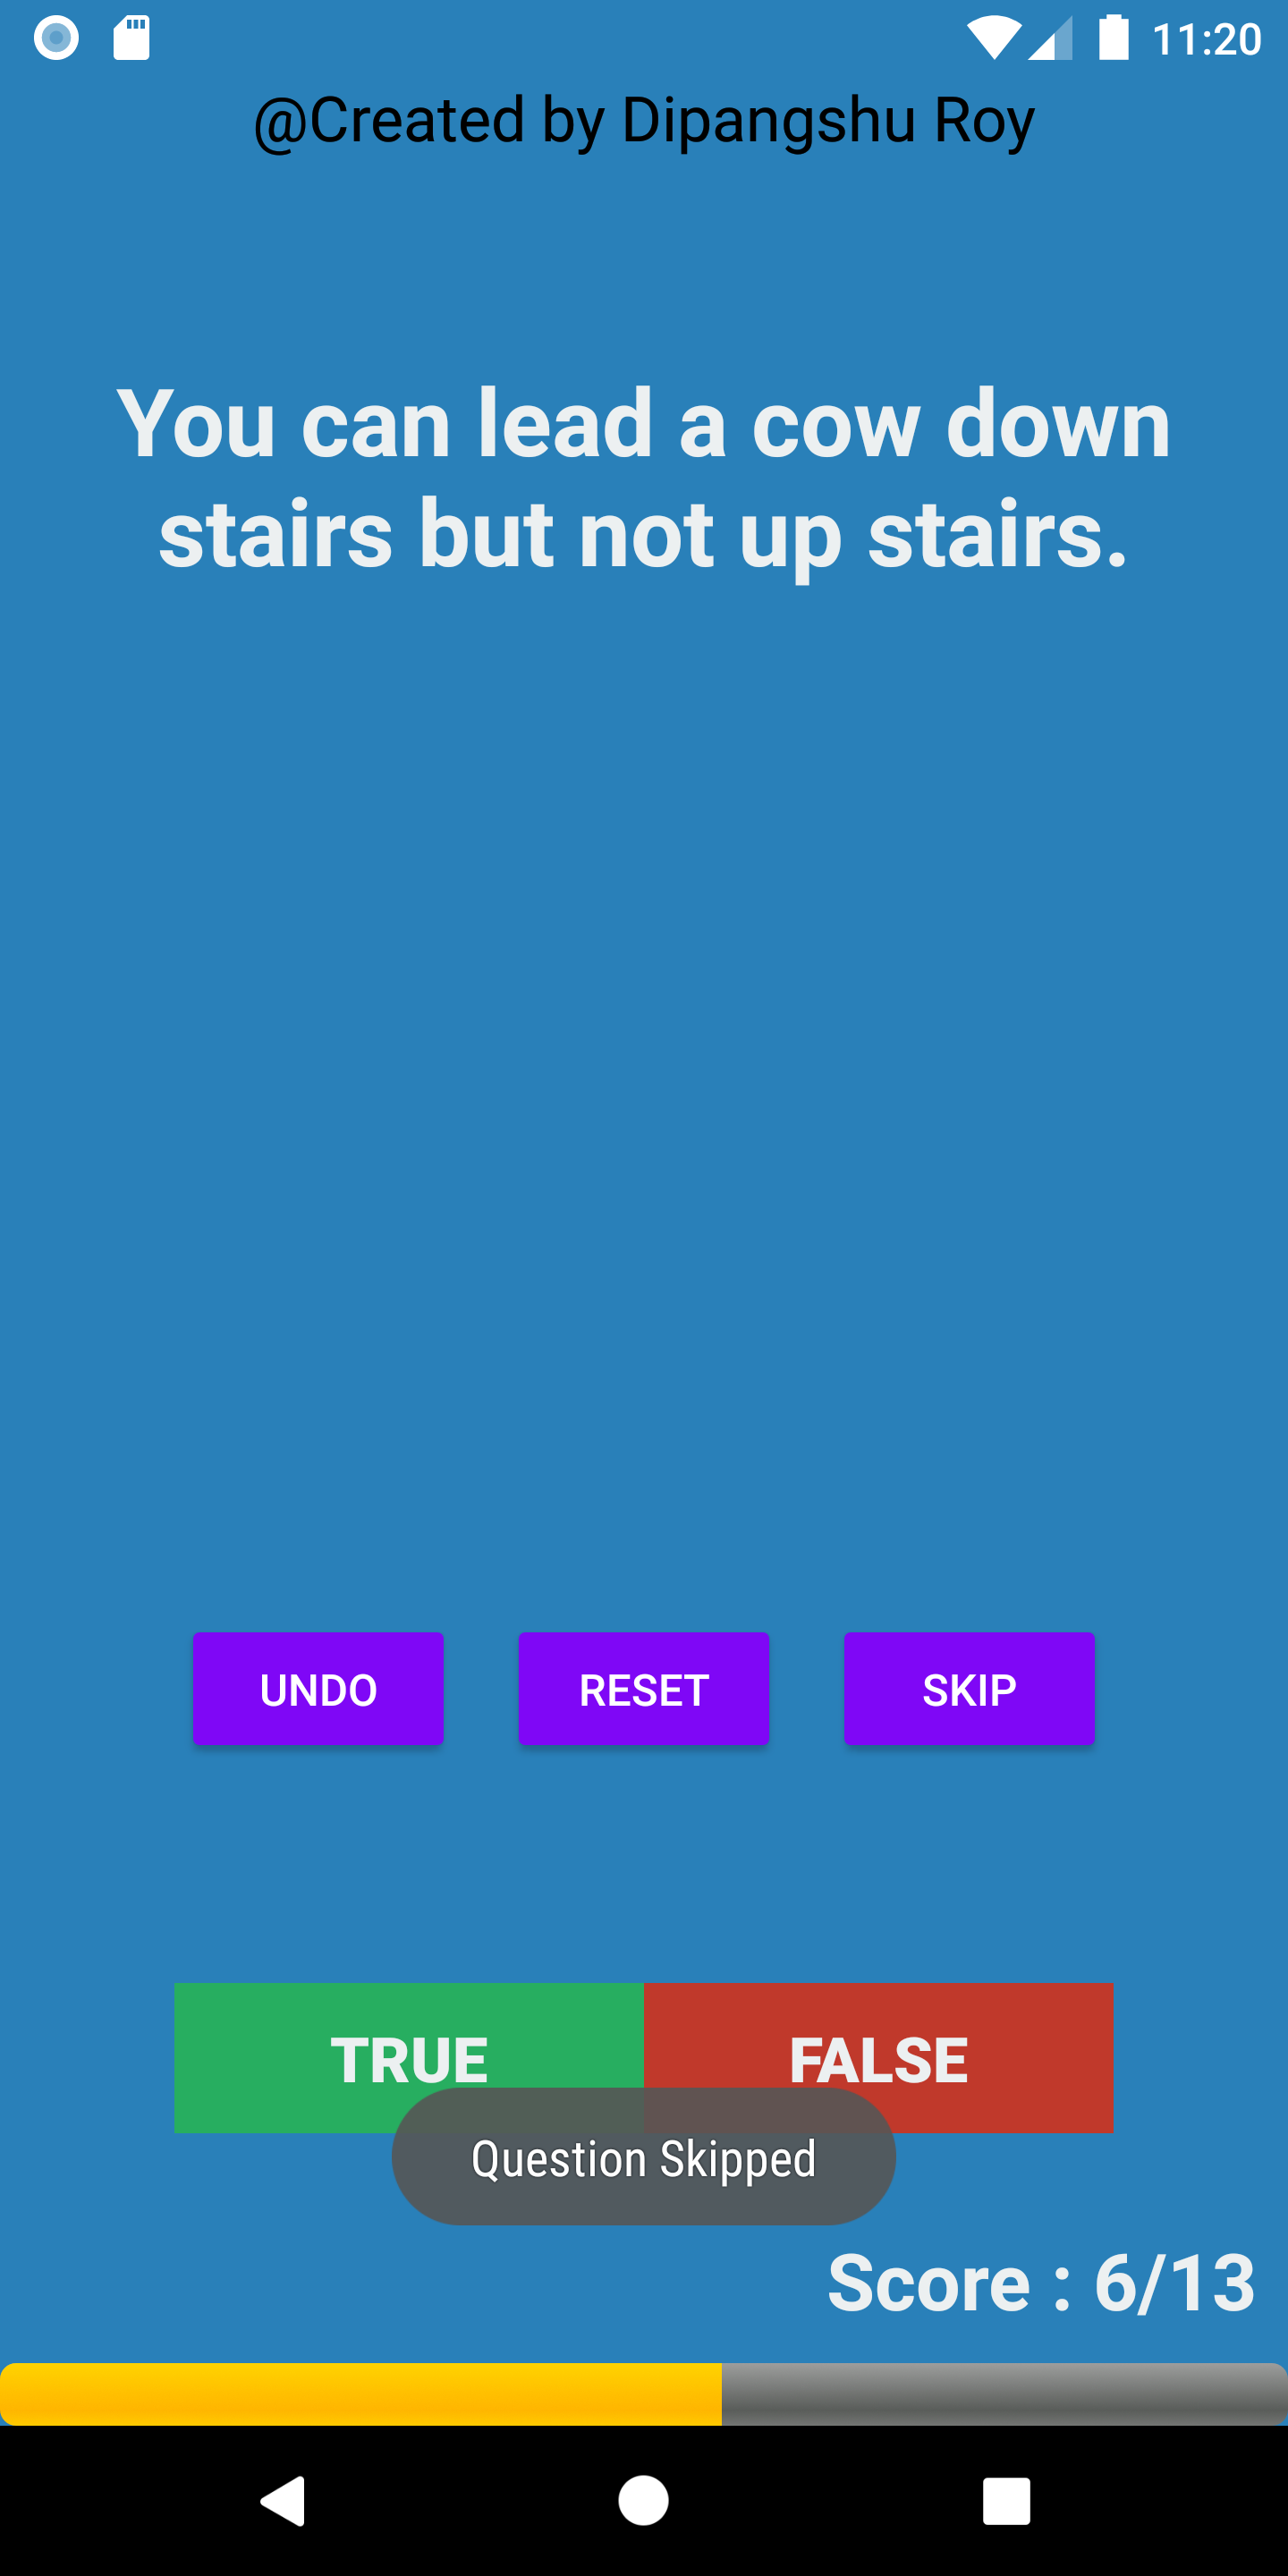 11:20
@Created by Dipangshu Roy
You can lead a cow down
stairs but not up stairs.
UNDO RESET SKIP
TRUE FALSE
Question Skipped
Score : 6/13